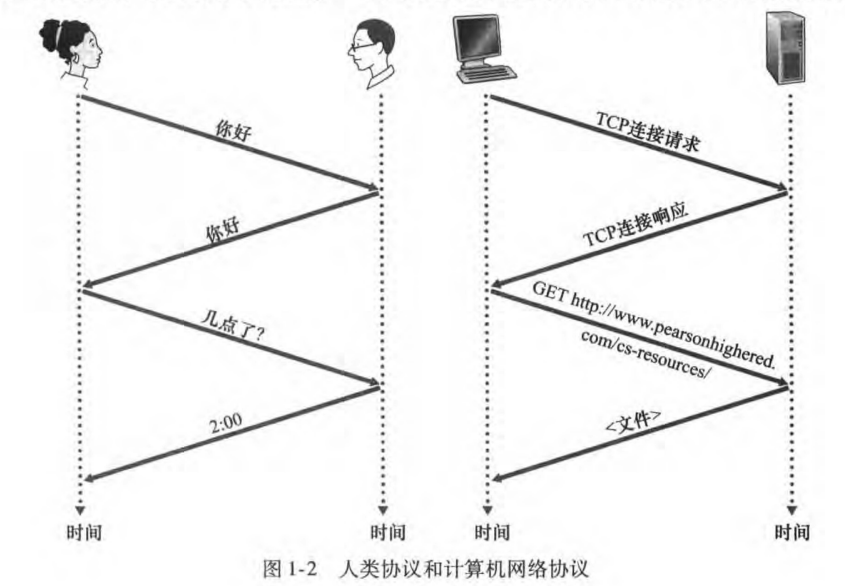 你好
你好
几点了?
2:00
时间
时间
TCP连接请求
TCP连接响应
GET http://www.pearsonhighered.
com/cs-resources/
<文件>
时间
时间
图 1-2 人类协议和计算机网络协议